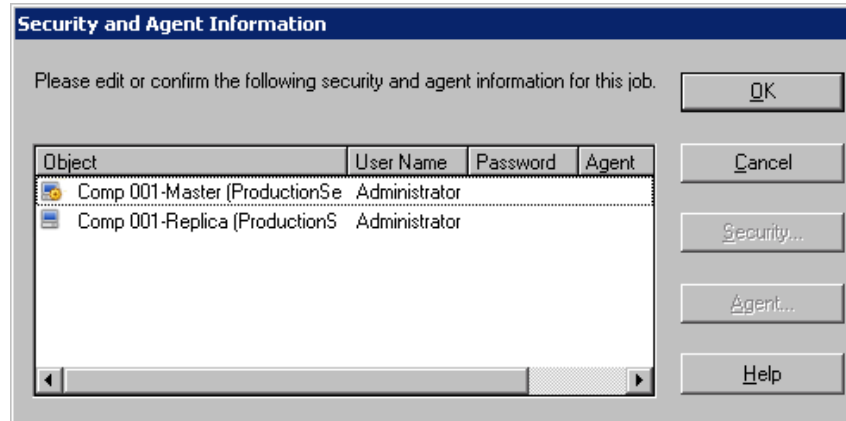 Security and Agent Information
Please edit or confirm the following security and agent information for this job.
OK
Object User Name Password Agent
Cancel
Comp 001-Master (ProductionSe Administrator
Comp 001-Replica (ProductionS Administrator
Security...
Agent...
Help